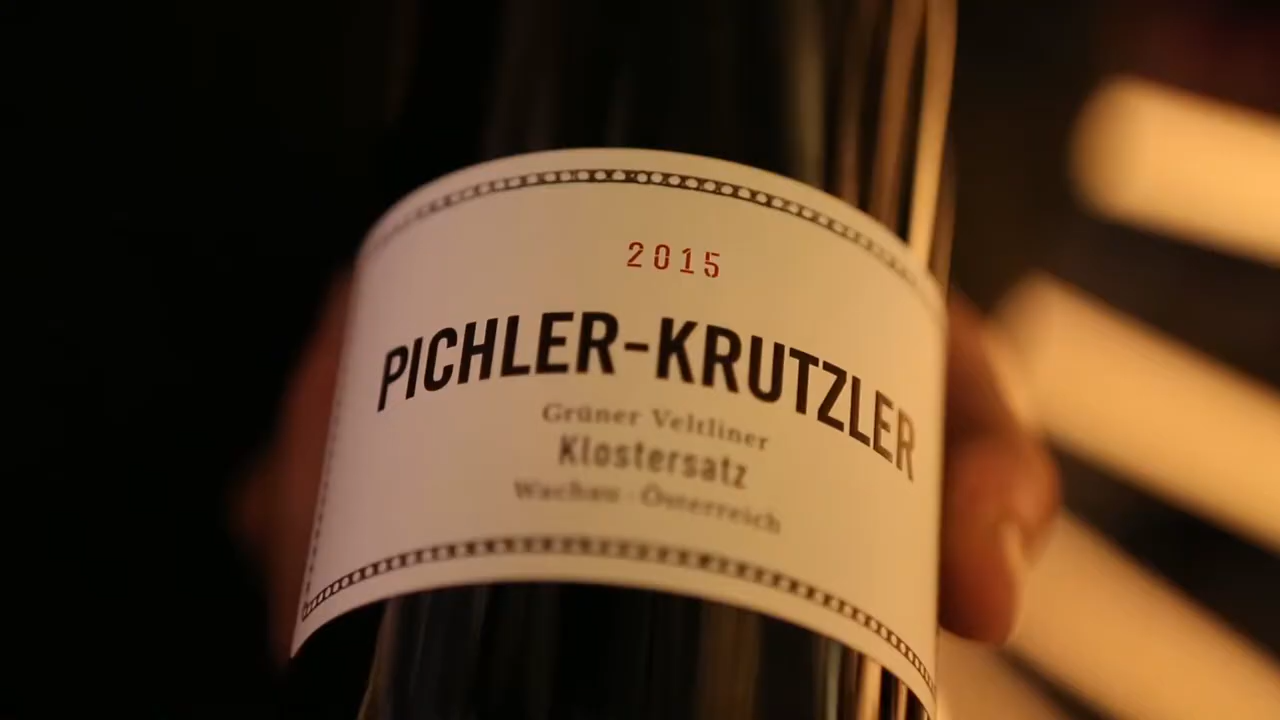 2015
PICHLER-KRUTZLER
Grüner Veltliner
Klostersatz
Wachau · Österreich